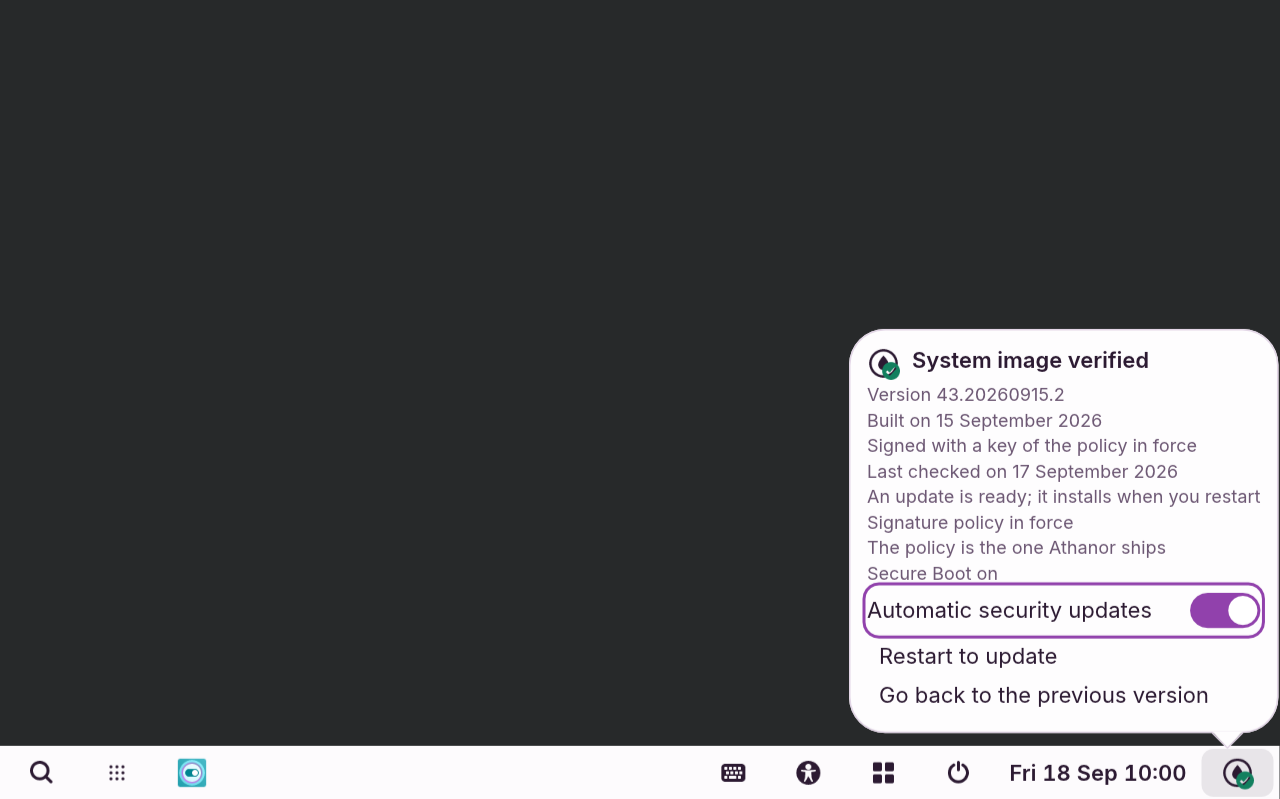 System image verified
Version 43.20260915.2
Built on 15 September 2026
Signed with a key of the policy in force
Last checked on 17 September 2026
An update is ready; it installs when you restart
Signature policy in force
The policy is the one Athanor ships
Secure Boot on
Automatic security updates
Restart to update
Go back to the previous version
Fri 18 Sep 10:00